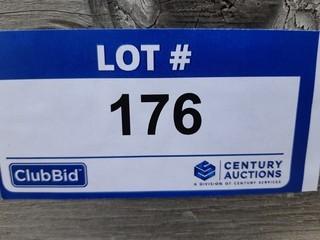 LOT #
176
ClubBid
CENTURY
AUCTIONS
A DIVISION OF CENTURY SERVICES